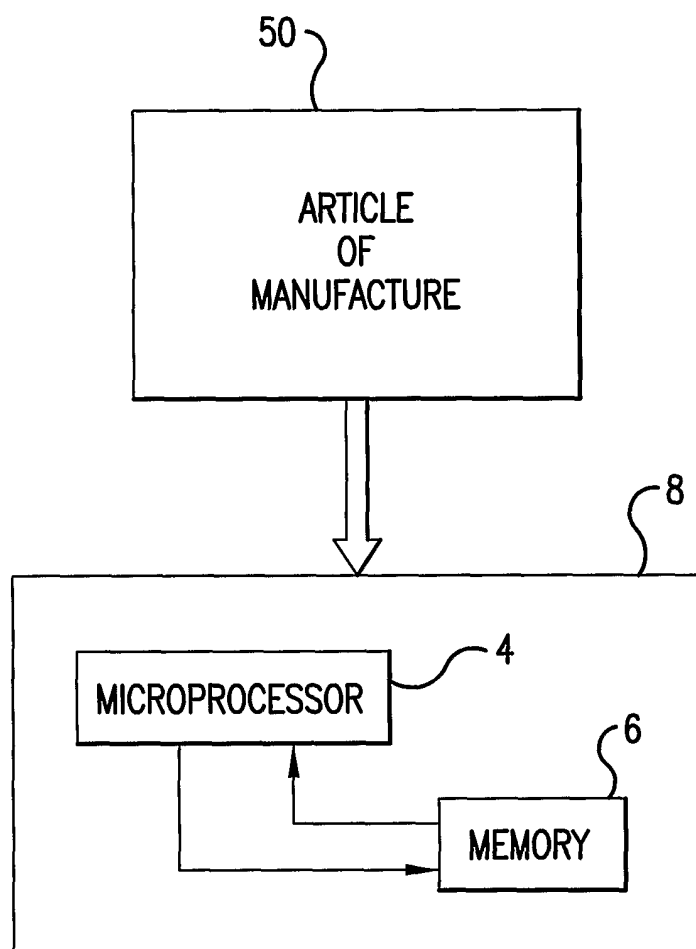 50
ARTICLE
OF
MANUFACTURE
8
MICROPROCESSOR
4
6
MEMORY